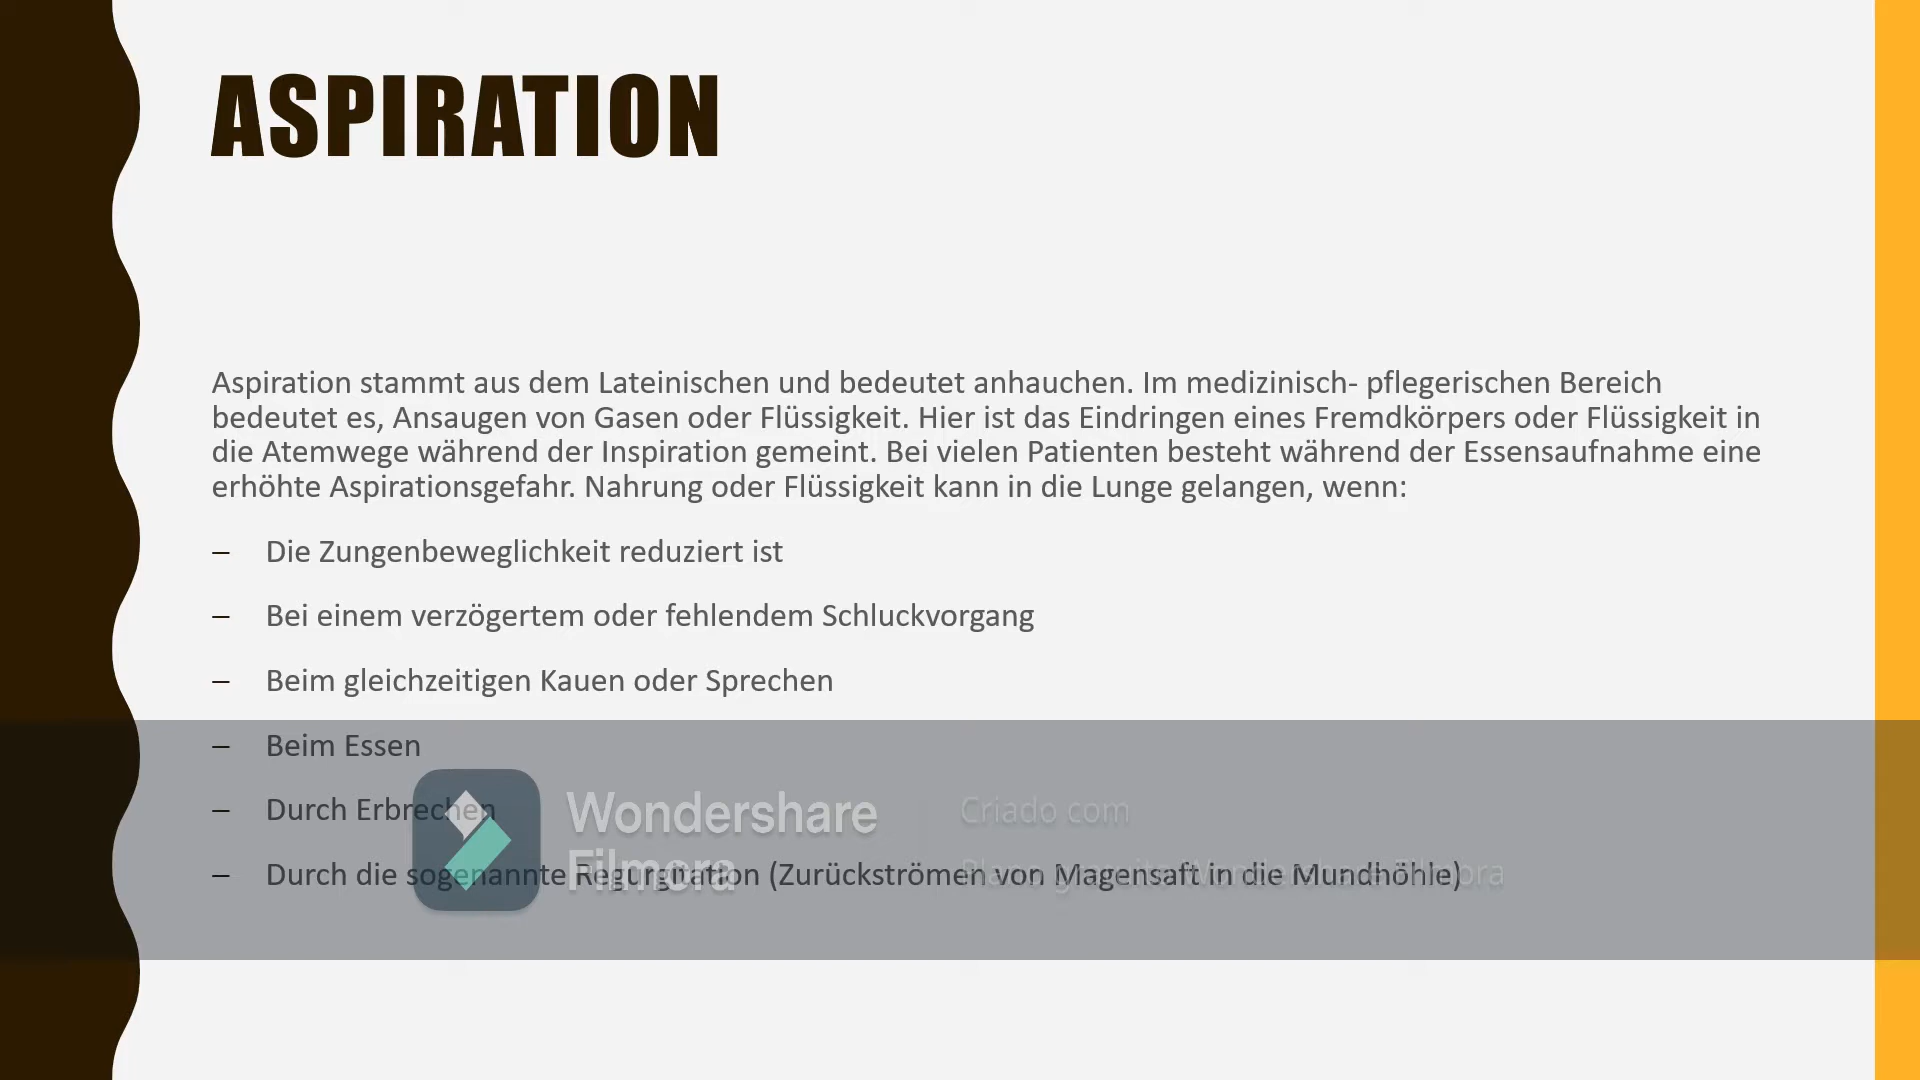 ASPIRATION
Aspiration stammt aus dem Lateinischen und bedeutet anhauchen. Im medizinisch- pflegerischen Bereich
bedeutet es, Ansaugen von Gasen oder Flüssigkeit. Hier ist das Eindringen eines Fremdkörpers oder Flüssigkeit in
die Atemwege während der Inspiration gemeint. Bei vielen Patienten besteht während der Essensaufnahme eine
erhöhte Aspirationsgefahr. Nahrung oder Flüssigkeit kann in die Lunge gelangen, wenn:
– Die Zungenbeweglichkeit reduziert ist
– Bei einem verzögertem oder fehlendem Schluckvorgang
– Beim gleichzeitigen Kauen oder Sprechen
– Beim Essen
– Durch Erbrechen
– Durch die sogenannte Regurgitation (Zurückströmen von Magensaft in die Mundhöhle)
Wondershare
Filmora
Criado com
Plano gratuito Wondershare Filmora